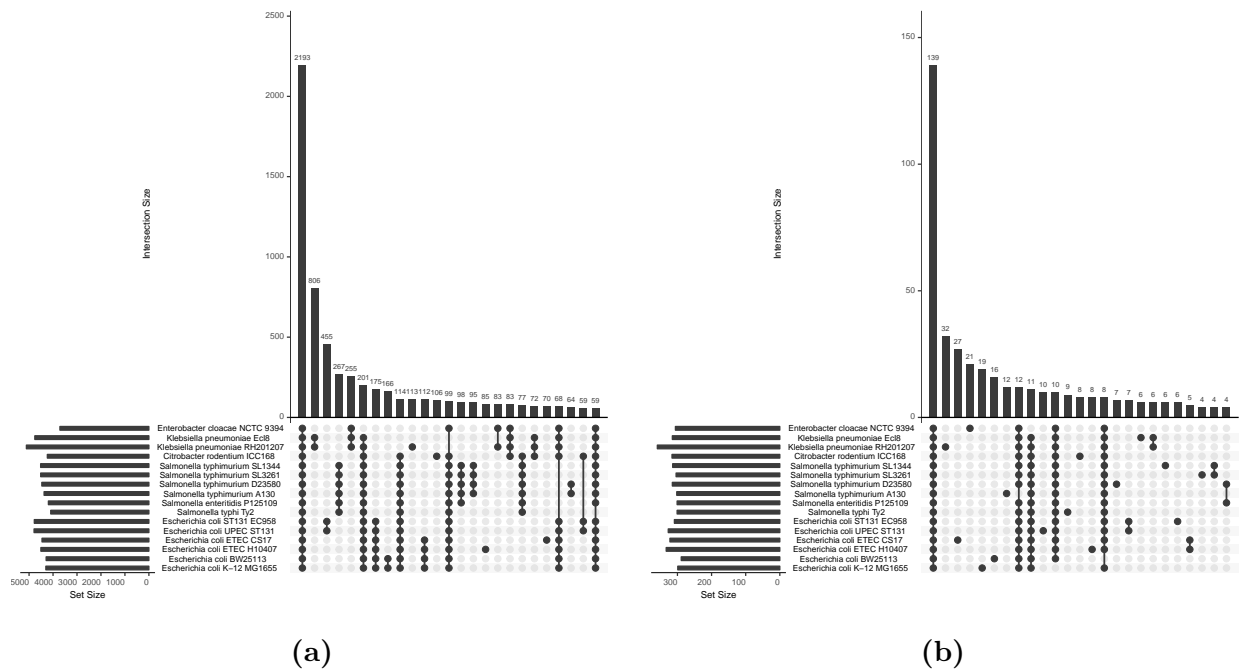 2500
2000
1500
1000
500
0
Intersection Size
2193
806
455
267
255
201
175
166
114
113
112
106
99
98
95
85
83
83
77
72
70
68
64
59
59
Enterobacter cloacae NCTC 9394
Klebsiella pneumoniae Ecl8
Klebsiella pneumoniae RH201207
Citrobacter rodentium ICC168
Salmonella typhimurium SL1344
Salmonella typhimurium SL3261
Salmonella typhimurium D23580
Salmonella typhimurium A130
Salmonella enteritidis P125109
Salmonella typhi Ty2
Escherichia coli ST131 EC958
Escherichia coli UPEC ST131
Escherichia coli ETEC CS17
Escherichia coli ETEC H10407
Escherichia coli BW25113
Escherichia coli K−12 MG1655
5000 4000 3000 2000 1000 0
Set Size
(a)
150
100
50
0
Intersection Size
139
32
27
21
19
16
12
12
11
10
10
9
8
8
8
7
7
6
6
6
5
4
4
4
Enterobacter cloacae NCTC 9394
Klebsiella pneumoniae Ecl8
Klebsiella pneumoniae RH201207
Citrobacter rodentium ICC168
Salmonella typhimurium SL1344
Salmonella typhimurium SL3261
Salmonella typhimurium D23580
Salmonella typhimurium A130
Salmonella enteritidis P125109
Salmonella typhi Ty2
Escherichia coli ST131 EC958
Escherichia coli UPEC ST131
Escherichia coli ETEC CS17
Escherichia coli ETEC H10407
Escherichia coli BW25113
Escherichia coli K−12 MG1655
300 200 100 0
Set Size
(b)